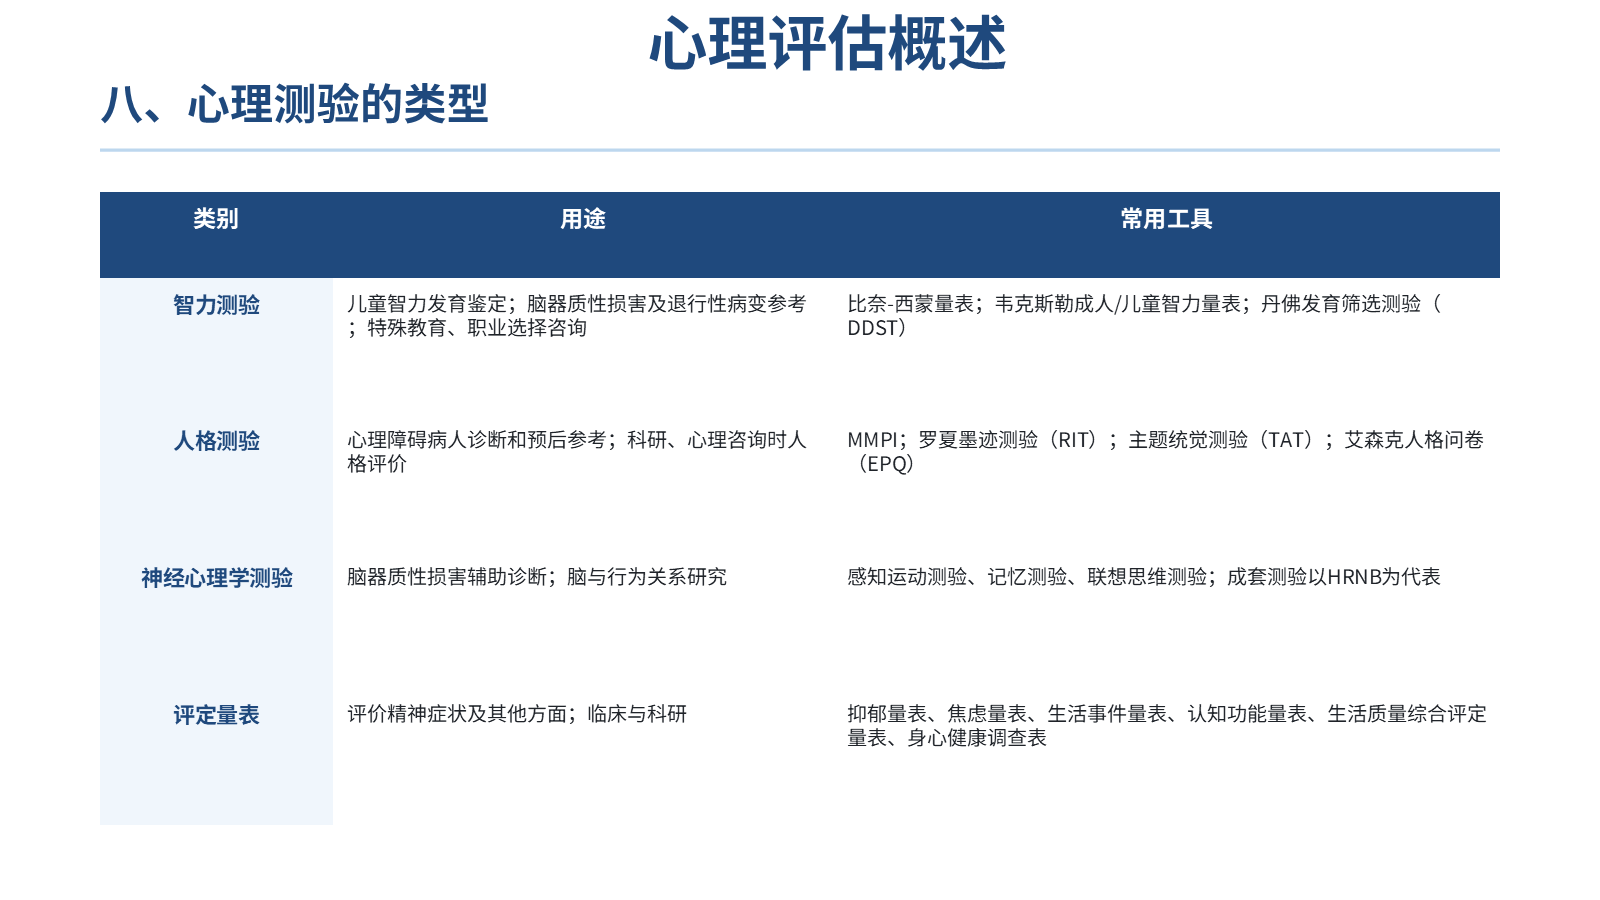 心理评估概述
八、心理测验的类型
类别 用途 常用工具
智力测验
儿童智力发育鉴定；脑器质性损害及退行性病变参考
；特殊教育、职业选择咨询
比奈-西蒙量表；韦克斯勒成人/儿童智力量表；丹佛发育筛选测验（
DDST）
人格测验
心理障碍病人诊断和预后参考；科研、心理咨询时人
格评价
MMPI；罗夏墨迹测验（RIT）；主题统觉测验（TAT）；艾森克人格问卷
（EPQ）
神经心理学测验
脑器质性损害辅助诊断；脑与行为关系研究
感知运动测验、记忆测验、联想思维测验；成套测验以HRNB为代表
评定量表
评价精神症状及其他方面；临床与科研
抑郁量表、焦虑量表、生活事件量表、认知功能量表、生活质量综合评定
量表、身心健康调查表